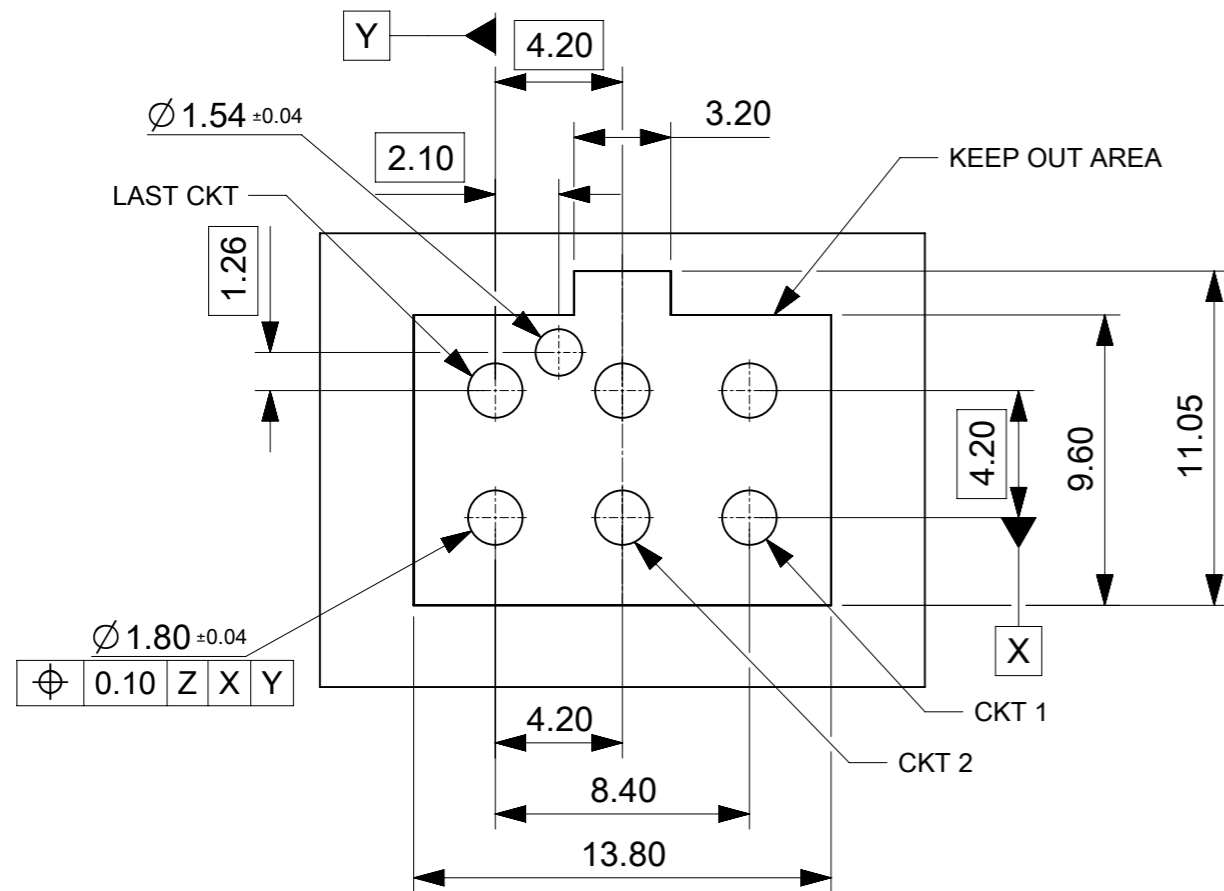 Y
4.20
⌀ 1.54 ±0.04
3.20
2.10
KEEP OUT AREA
LAST CKT
1.26
4.20
9.60
11.05
⌀ 1.80 ±0.04
⌖ 0.10 Z X Y
X
CKT 1
4.20
CKT 2
8.40
13.80